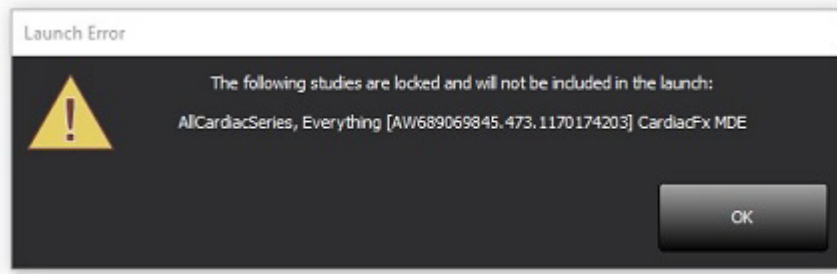 Launch Error
The following studies are locked and will not be included in the launch:
AllCardiacSeries, Everything [AW689069845.473.1170174203] CardiacFx MDE
OK